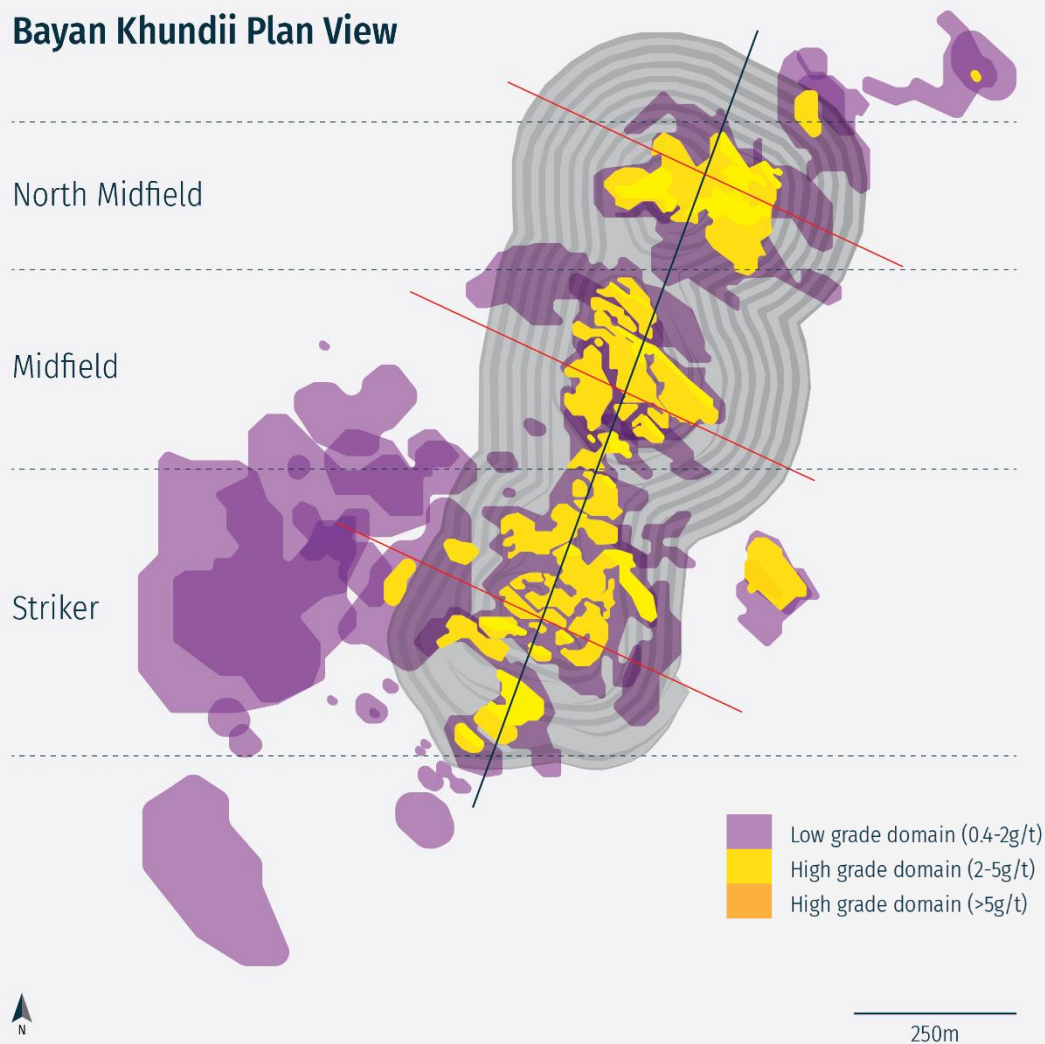 Bayan Khundii Plan View
North Midfield
Midfield
Striker
Low grade domain (0.4-2g/t)
High grade domain (2-5g/t)
High grade domain (>5g/t)
N
250m